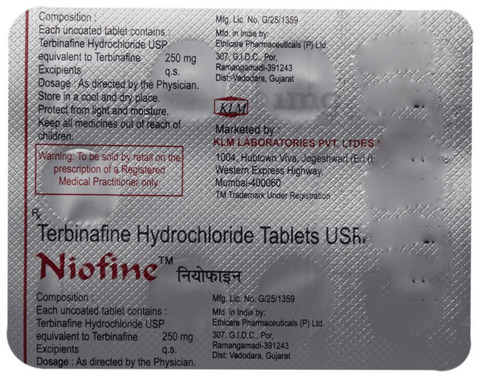 Composition :
Each uncoated tablet contains :
Terbinafine Hydrochloride USP
equivalent to Terbinafine 250 mg
Excipients q.s.
Dosage : As directed by the Physician.
Store in a cool and dry place.
Protect from light and moisture.
Keep all medicines out of reach of
children.
Warning: To be sold by retail on the
prescription of a Registered
Medical Practitioner only.
Mfg. Lic. No. G/25/1359
Mfd. in India by:
Ethicare Pharmaceuticals (P) Ltd.
307, G.I.D.C., Por,
Ramangamadi-391243
Dist-Vadodara, Gujarat
KLM
Marketed by :
KLM LABORATORIES PVT. LTD
1004, Hubtown Viva, Jogeshwari
Western Express Highway,
Mumbai-400060
TM Trademark Under Registration
Rx
Terbinafine Hydrochloride Tablets USP
Niofine™ नियोफाइन
Composition :
Each uncoated tablet contains :
Terbinafine Hydrochloride USP
equivalent to Terbinafine 250 mg
Excipients q.s.
Dosage : As directed by the Physician.
Mfg. Lic. No. G/25/1359
Mfd. in India by:
Ethicare Pharmaceuticals (P) Ltd.
307, G.I.D.C., Por,
Ramangamadi-391243
Dist: Vadodara, Gujarat